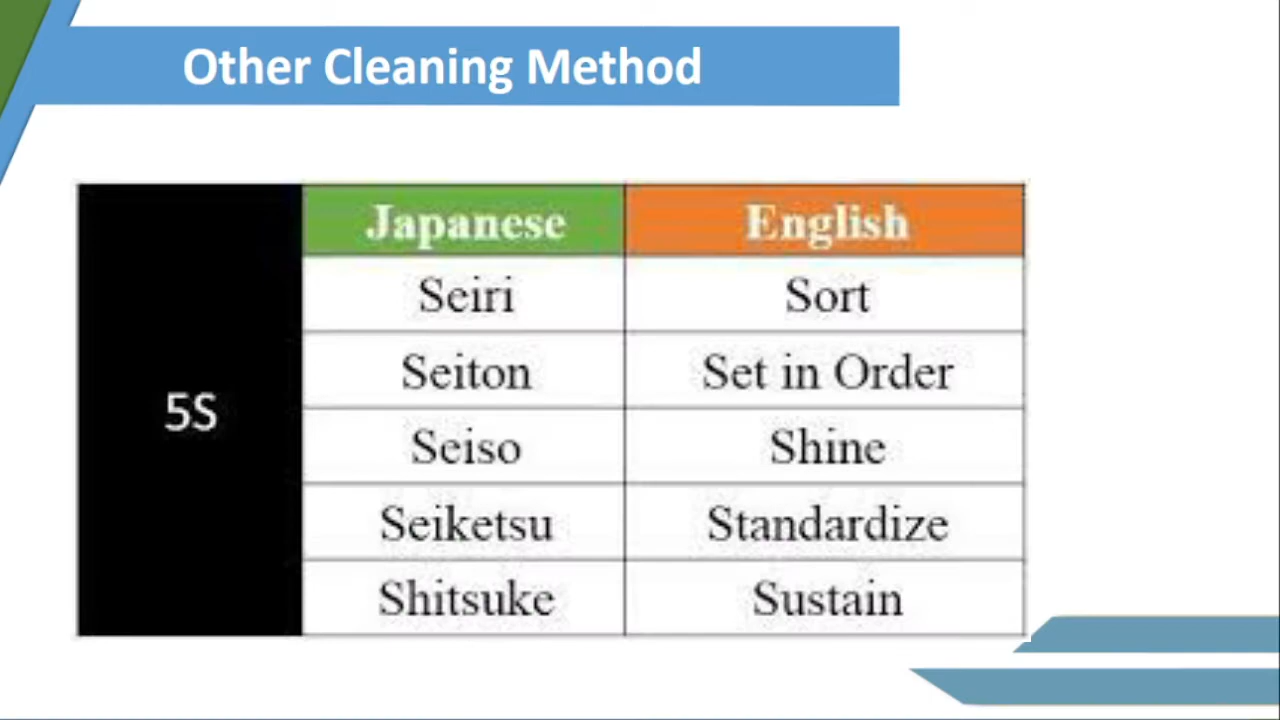 Other Cleaning Method
Japanese English
Seiri Sort
Seiton Set in Order
5S
Seiso Shine
Seiketsu Standardize
Shitsuke Sustain